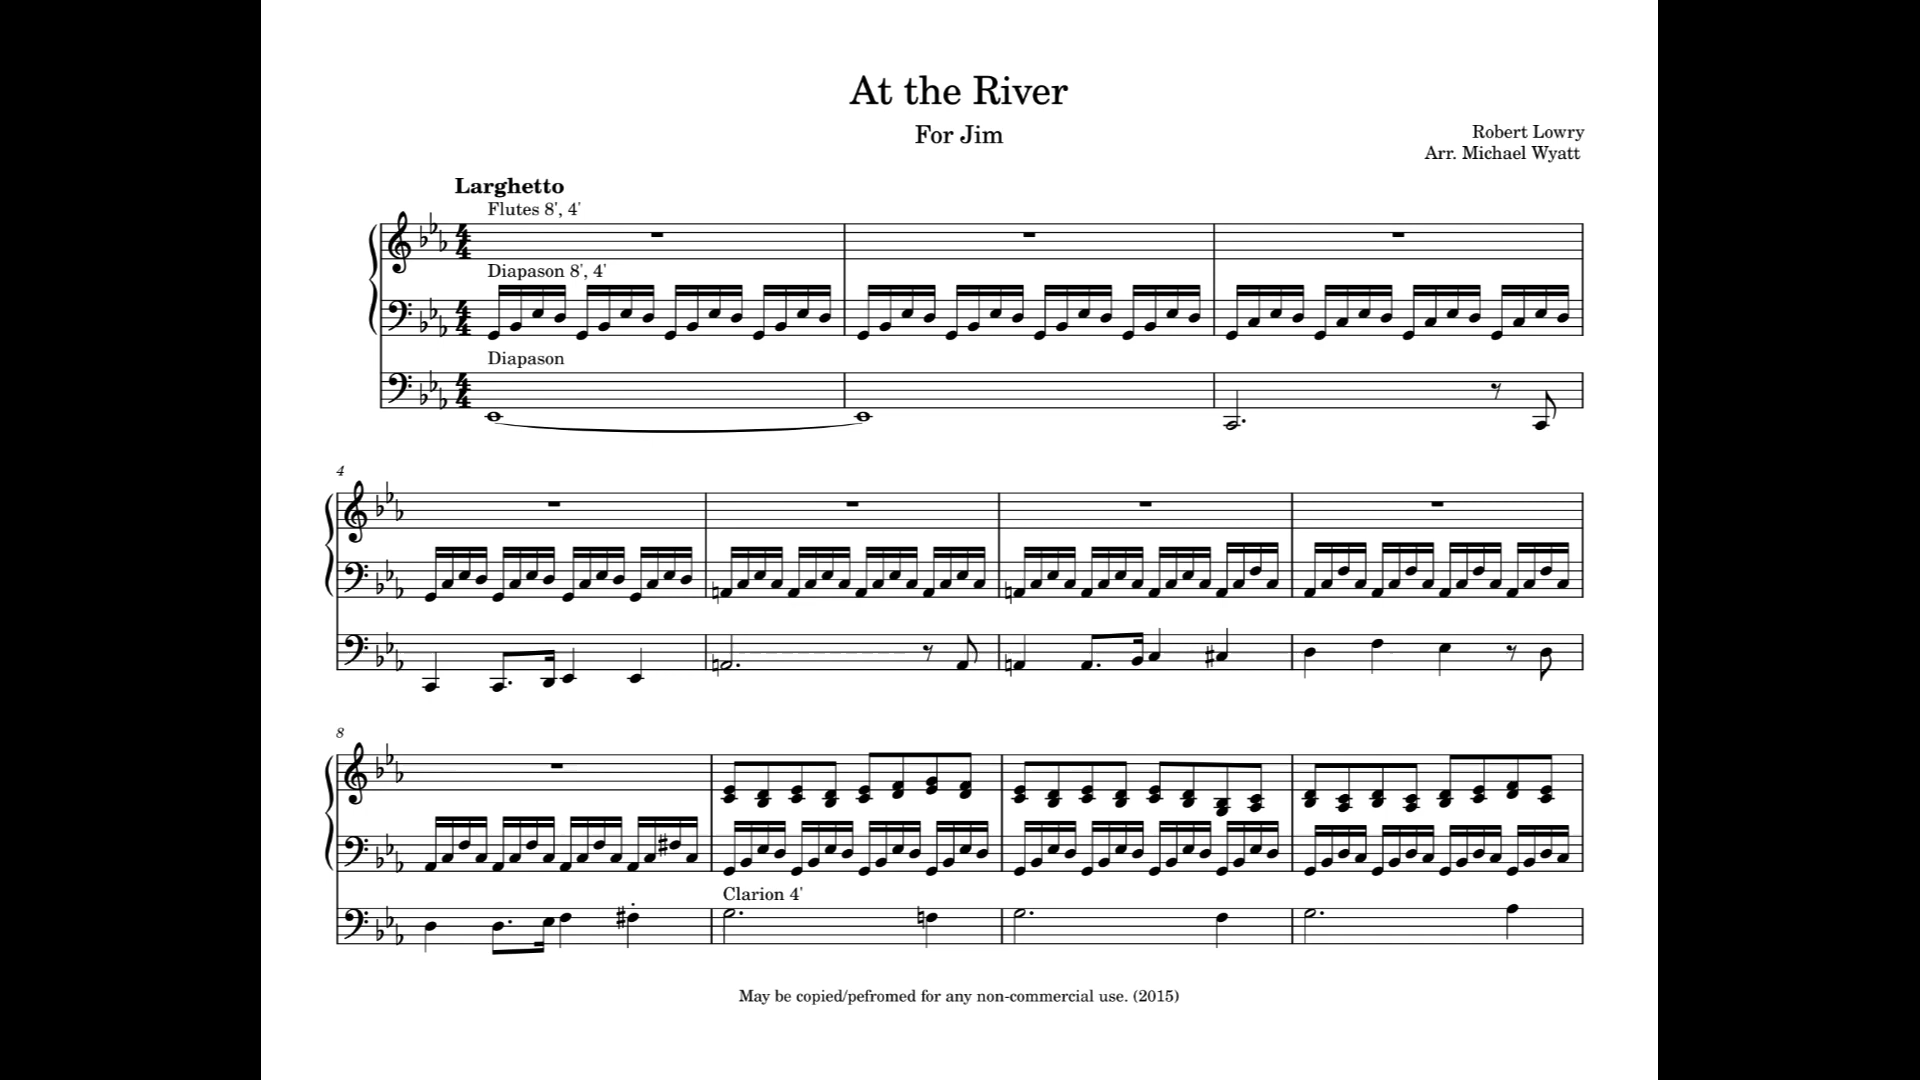 At the River
For Jim
Robert Lowry
Arr. Michael Wyatt
Larghetto
Flutes 8', 4'
Diapason 8', 4'
Diapason
4
8
Clarion 4'
May be copied/pefromed for any non-commercial use. (2015)